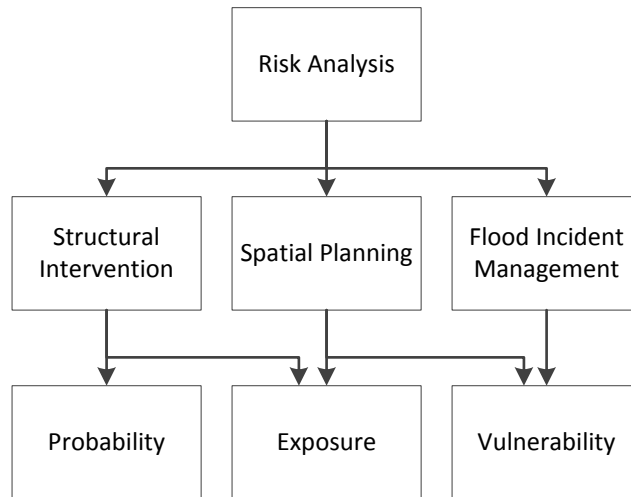 Risk Analysis
Structural
Intervention
Spatial Planning
Flood Incident
Management
Probability
Exposure
Vulnerability